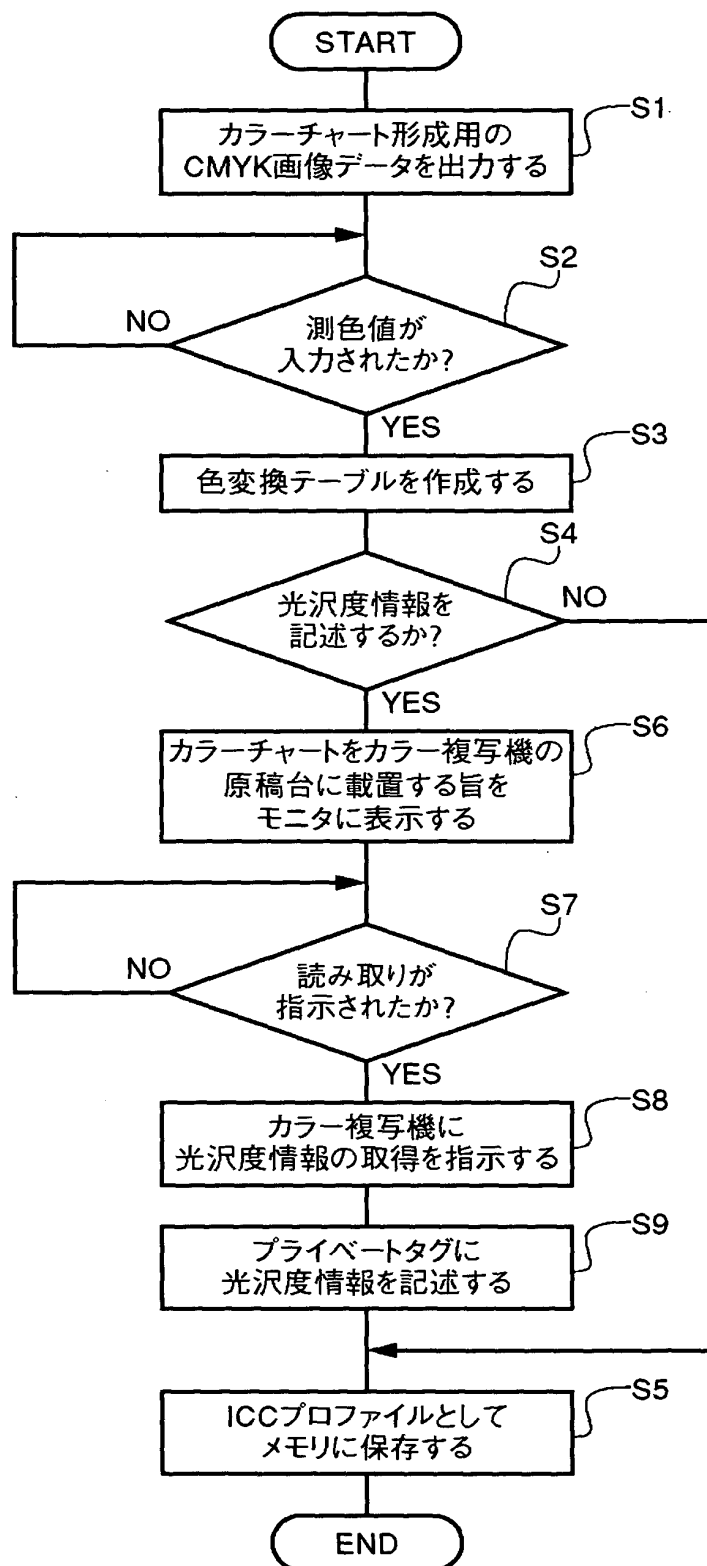 START
S1
カラーチャート形成用の
CMYK画像データを出力する
S2
NO
測色値が
入力されたか?
YES
S3
色変換テーブルを作成する
S4
光沢度情報を
記述するか?
NO
YES
S6
カラーチャートをカラー複写機の
原稿台に載置する旨を
モニタに表示する
S7
NO
読み取りが
指示されたか?
YES
S8
カラー複写機に
光沢度情報の取得を指示する
S9
プライベートタグに
光沢度情報を記述する
S5
ICCプロファイルとして
メモリに保存する
END